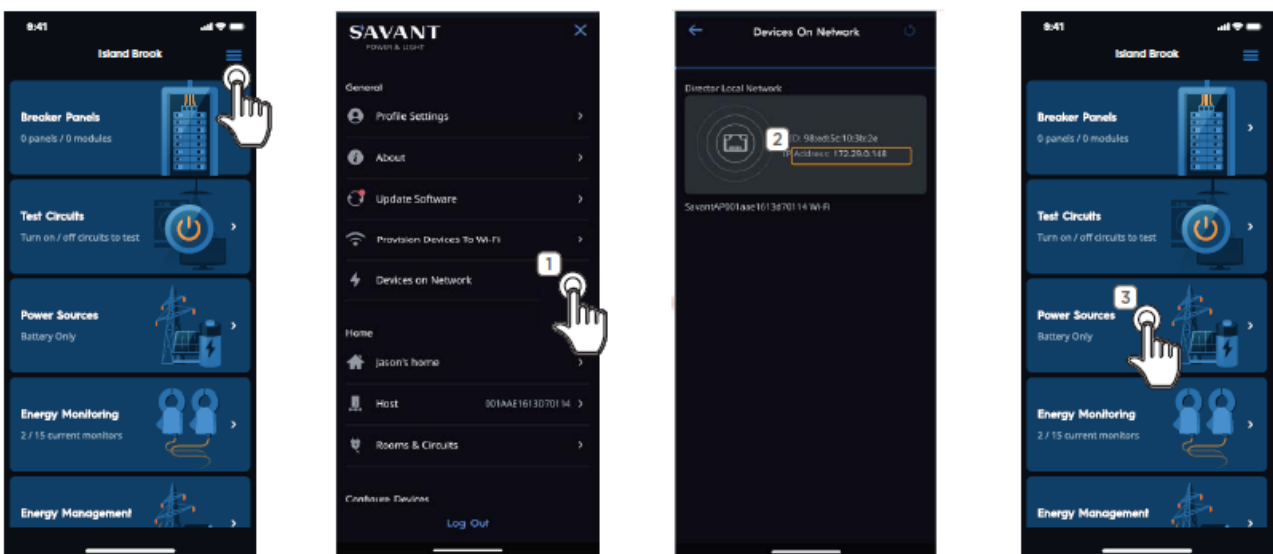 9:41
Island Brook
Breaker Panels
0 panels / 0 modules
Test Circuits
Turn on / off circuits to test
Power Sources
Battery Only
Energy Monitoring
2 / 15 current monitors
Energy Management
SAVANT
POWER & LIGHT
General
Profile Settings
About
Update Software
Provision Devices To Wi-Fi
1
Devices on Network
Home
Jason's home
Host 001AAE1613D70114
Rooms & Circuits
Configure Devices
Log Out
Devices On Network
Director Local Network
2
IP Address: 172.29.0.148
SavantAP001aae1613d70114 Wi-Fi
9:41
Island Brook
Breaker Panels
0 panels / 0 modules
Test Circuits
Turn on / off circuits to test
3
Power Sources
Battery Only
Energy Monitoring
2 / 15 current monitors
Energy Management